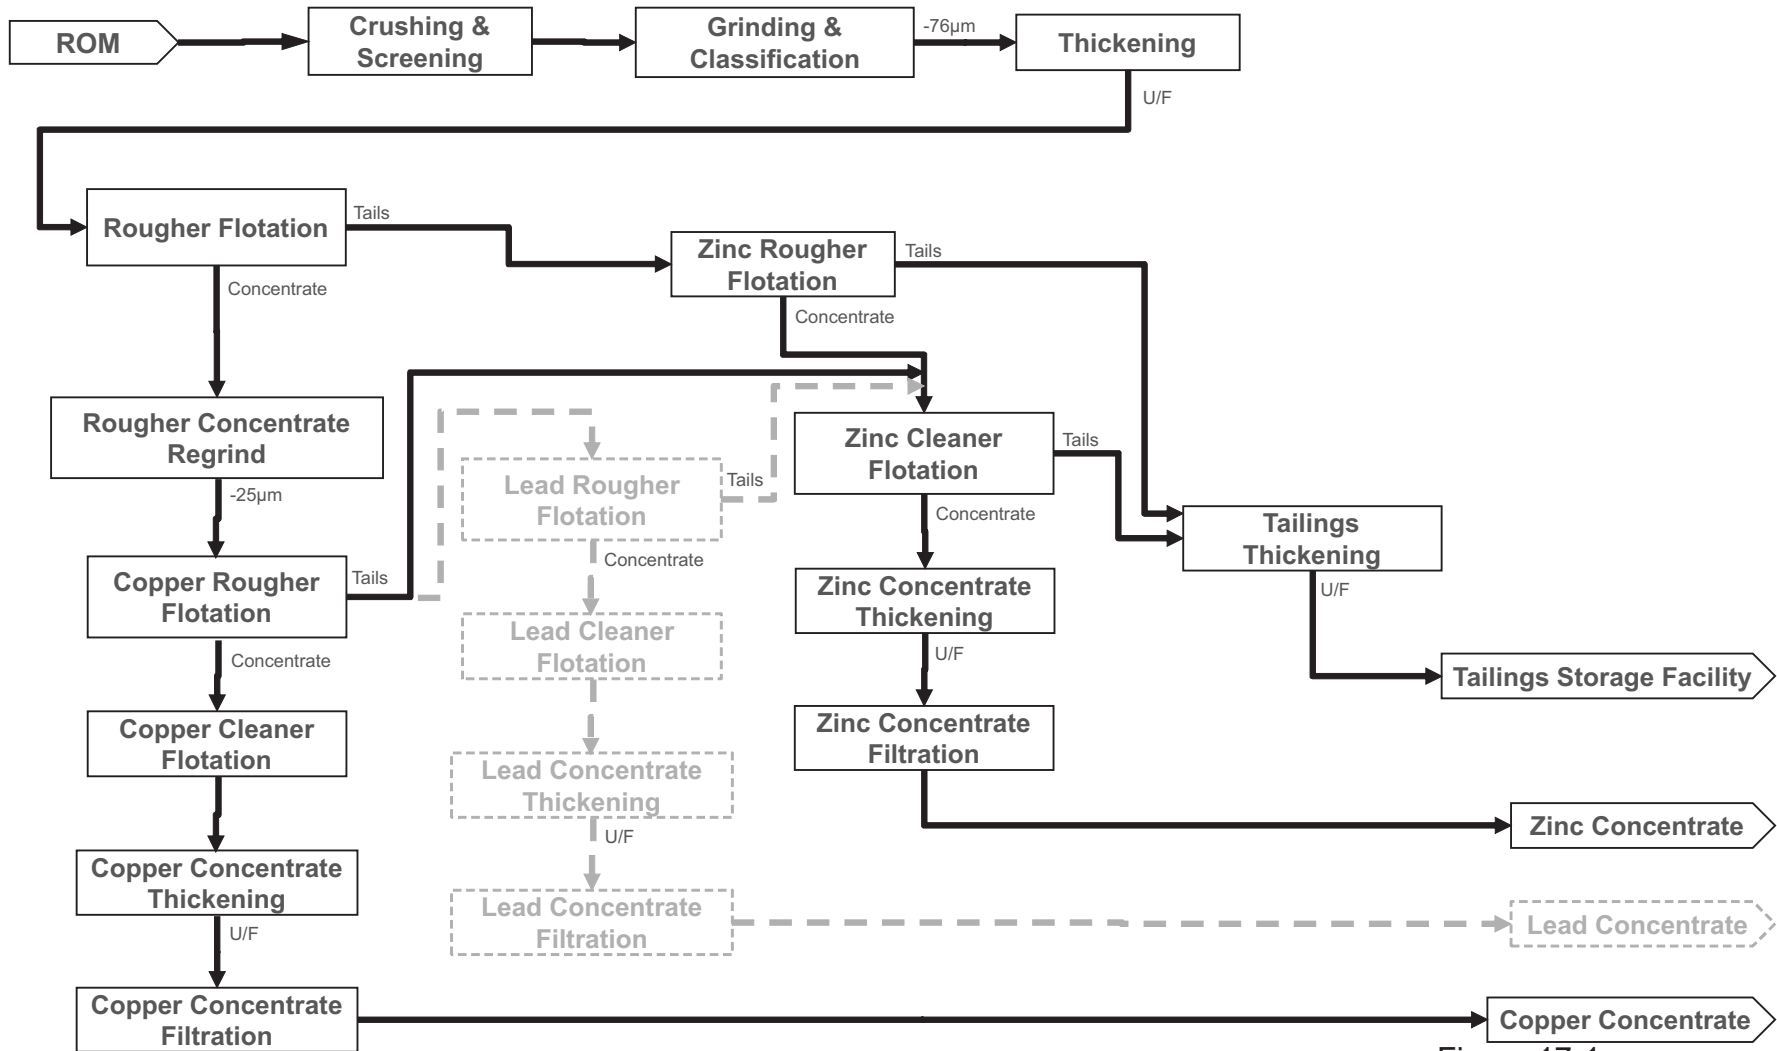 ROM
Crushing &
Screening
Grinding &
Classification
-76µm
Thickening
U/F
Rougher Flotation
Tails
Concentrate
Zinc Rougher
Flotation
Tails
Concentrate
Rougher Concentrate
Regrind
-25µm
Lead Rougher
Flotation
Tails
Concentrate
Zinc Cleaner
Flotation
Tails
Concentrate
Tailings
Thickening
U/F
Copper Rougher
Flotation
Tails
Concentrate
Lead Cleaner
Flotation
Zinc Concentrate
Thickening
U/F
Tailings Storage Facility
Copper Cleaner
Flotation
Lead Concentrate
Thickening
U/F
Zinc Concentrate
Filtration
Zinc Concentrate
Copper Concentrate
Thickening
U/F
Lead Concentrate
Filtration
Lead Concentrate
Copper Concentrate
Filtration
Copper Concentrate